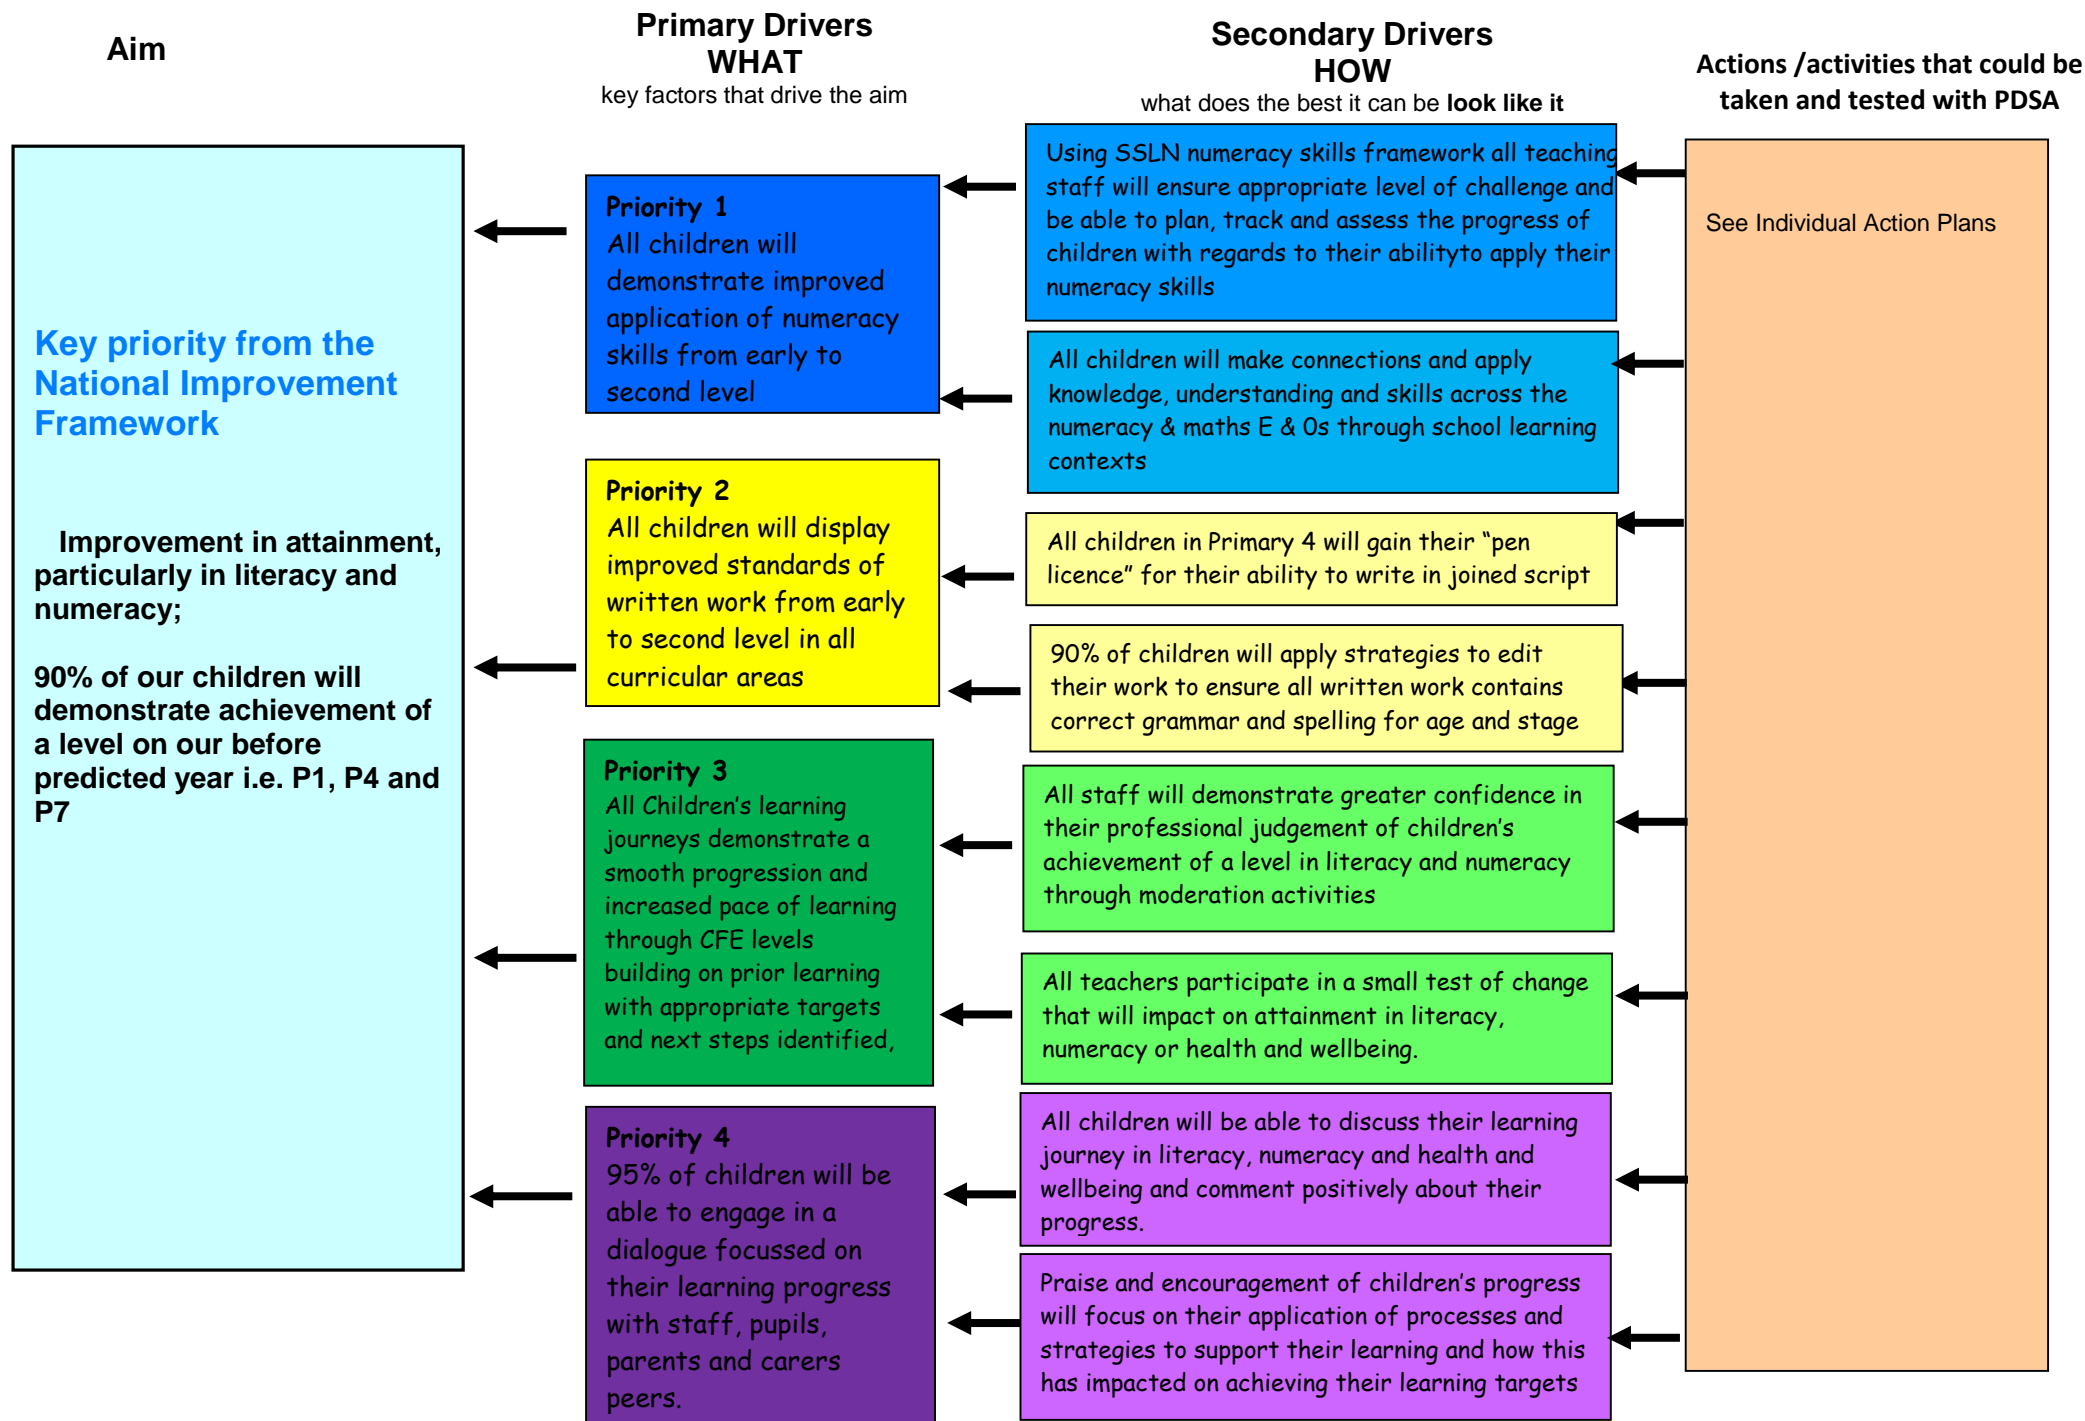 Aim
Primary Drivers
WHAT
key factors that drive the aim
Secondary Drivers
HOW
what does the best it can be look like it
Actions /activities that could be
taken and tested with PDSA
Key priority from the
National Improvement
Framework
Improvement in attainment,
particularly in literacy and
numeracy;
90% of our children will
demonstrate achievement of
a level on our before
predicted year i.e. P1, P4 and
P7
Priority 1
All children will
demonstrate improved
application of numeracy
skills from early to
second level
Priority 2
All children will display
improved standards of
written work from early
to second level in all
curricular areas
Priority 3
All Children’s learning
journeys demonstrate a
smooth progression and
increased pace of learning
through CFE levels
building on prior learning
with appropriate targets
and next steps identified,
Priority 4
95% of children will be
able to engage in a
dialogue focussed on
their learning progress
with staff, pupils,
parents and carers
peers.
Using SSLN numeracy skills framework all teaching
staff will ensure appropriate level of challenge and
be able to plan, track and assess the progress of
children with regards to their abilityto apply their
numeracy skills
All children will make connections and apply
knowledge, understanding and skills across the
numeracy & maths E & 0s through school learning
contexts
All children in Primary 4 will gain their “pen
licence” for their ability to write in joined script
90% of children will apply strategies to edit
their work to ensure all written work contains
correct grammar and spelling for age and stage
All staff will demonstrate greater confidence in
their professional judgement of children’s
achievement of a level in literacy and numeracy
through moderation activities
All teachers participate in a small test of change
that will impact on attainment in literacy,
numeracy or health and wellbeing.
All children will be able to discuss their learning
journey in literacy, numeracy and health and
wellbeing and comment positively about their
progress.
Praise and encouragement of children’s progress
will focus on their application of processes and
strategies to support their learning and how this
has impacted on achieving their learning targets
See Individual Action Plans